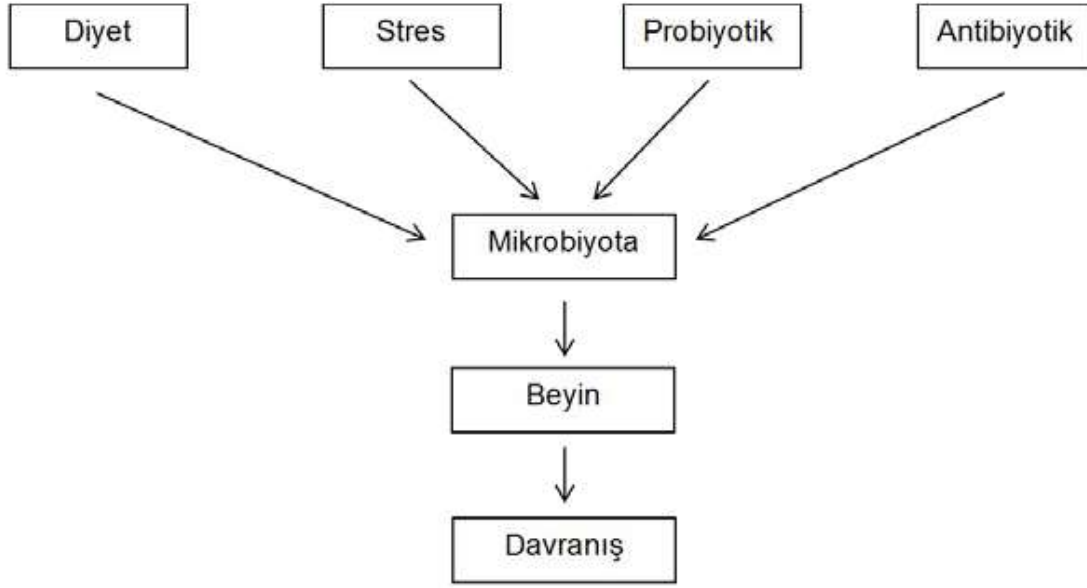 Diyet
Stres
Probiyotik
Antibiyotik
Mikrobiyota
Beyin
Davranış